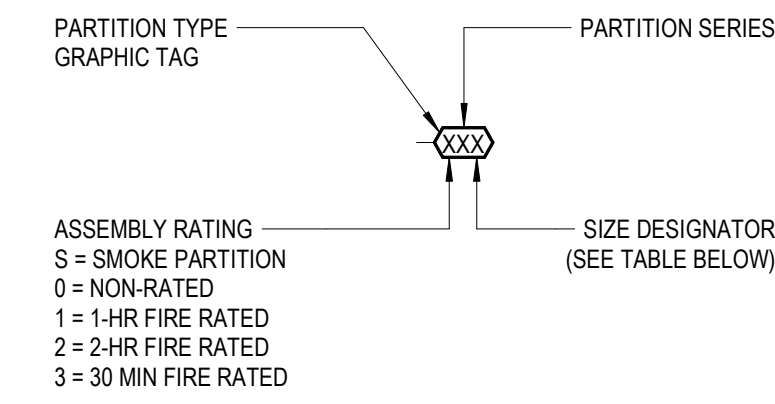 PARTITION TYPE
GRAPHIC TAG
PARTITION SERIES
XXX
ASSEMBLY RATING
S = SMOKE PARTITION
0 = NON-RATED
1 = 1-HR FIRE RATED
2 = 2-HR FIRE RATED
3 = 30 MIN FIRE RATED
SIZE DESIGNATOR
(SEE TABLE BELOW)